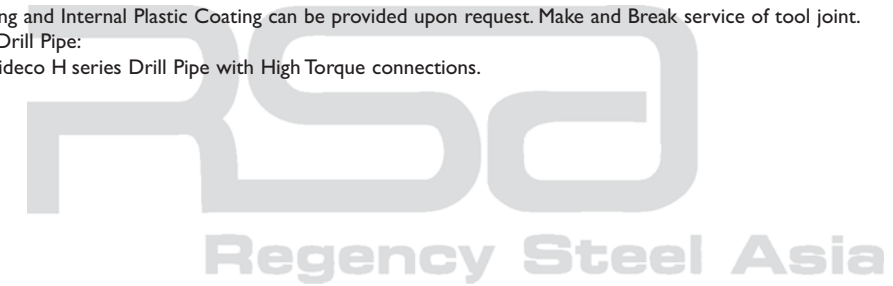 ng and Internal Plastic Coating can be provided upon request. Make and Break service of tool joint.
Drill Pipe:
ideco H series Drill Pipe with High Torque connections.
RSA
Regency Steel Asia